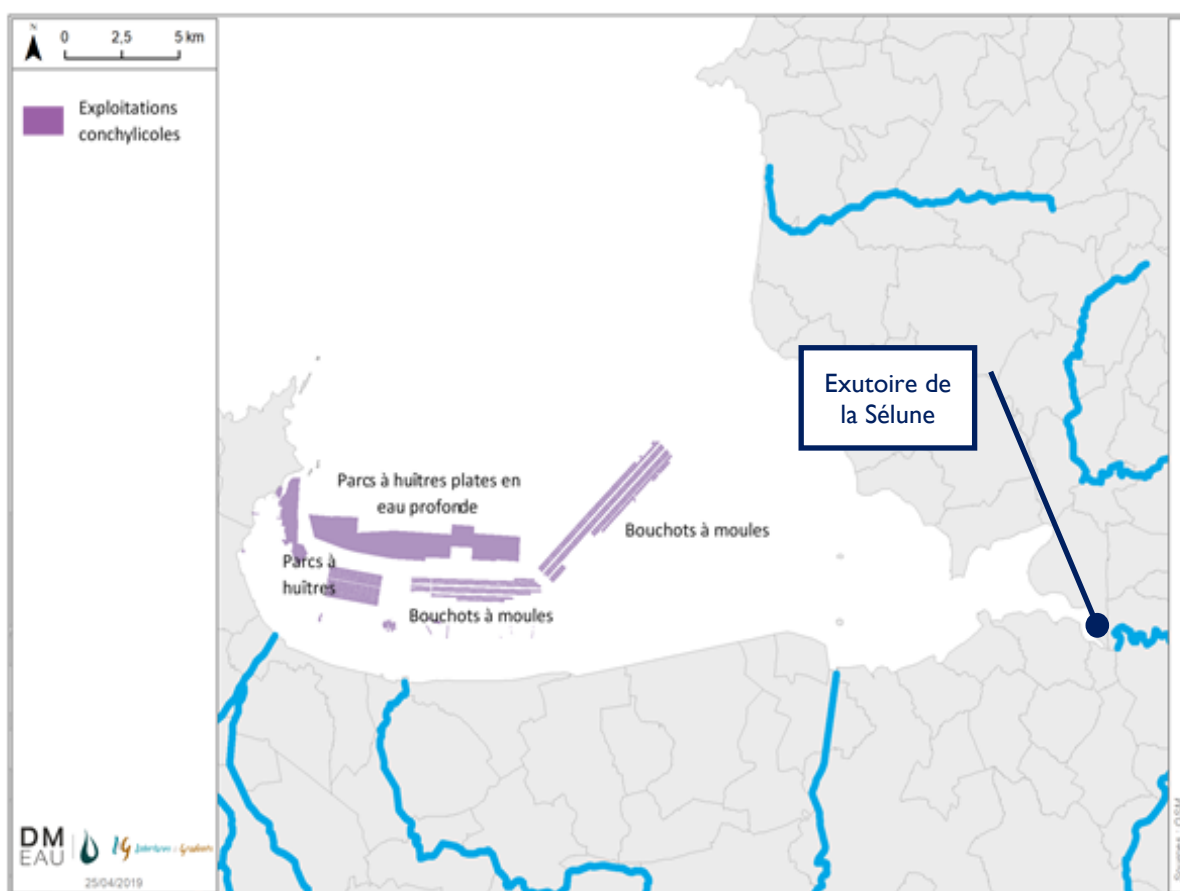 N
0 2,5 5 km
Exploitations
conchylicoles
Exutoire de
la Sélune
Parcs à huîtres plates en
eau profonde
Bouchots à moules
Parcs à
huîtres
Bouchots à moules
DM
EAU
25/04/2019